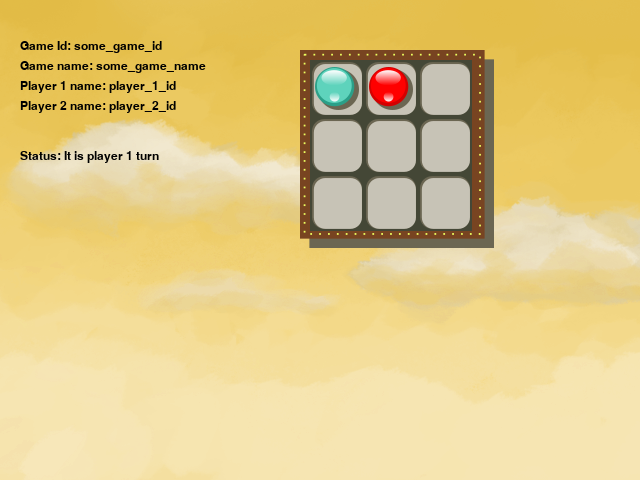 Game Id: some_game_id
Game name: some_game_name
Player 1 name: player_1_id
Player 2 name: player_2_id
Status: It is player 1 turn